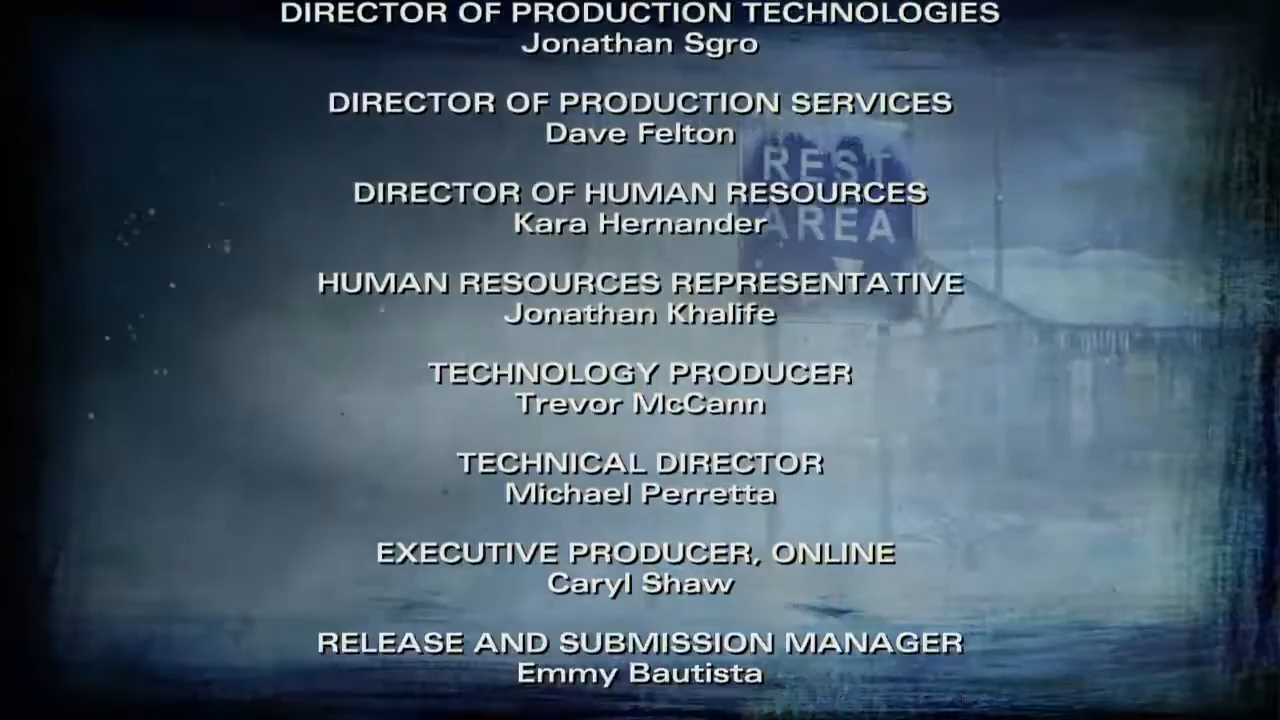 DIRECTOR OF PRODUCTION TECHNOLOGIES
Jonathan Sgro
DIRECTOR OF PRODUCTION SERVICES
Dave Felton
REST
DIRECTOR OF HUMAN RESOURCES
Kara Hernander
AREA
HUMAN RESOURCES REPRESENTATIVE
Jonathan Khalife
TECHNOLOGY PRODUCER
Trevor McCann
TECHNICAL DIRECTOR
Michael Perretta
EXECUTIVE PRODUCER, ONLINE
Caryl Shaw
RELEASE AND SUBMISSION MANAGER
Emmy Bautista